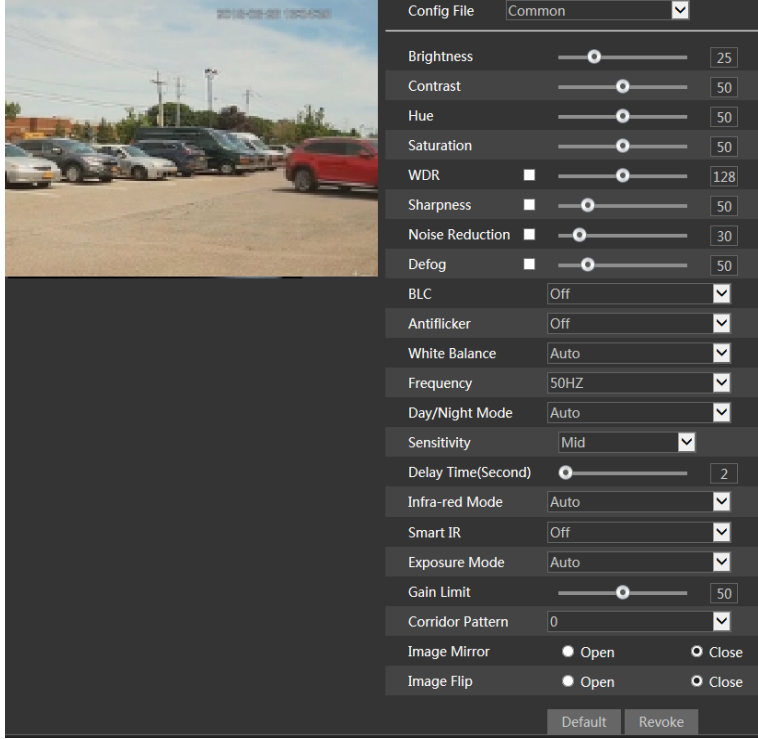 Config File Common
Brightness 25
Contrast 50
Hue 50
Saturation 50
WDR 128
Sharpness 50
Noise Reduction 30
Defog 50
BLC Off
Antiflicker Off
White Balance Auto
Frequency 50HZ
Day/Night Mode Auto
Sensitivity Mid
Delay Time(Second) 2
Infra-red Mode Auto
Smart IR Off
Exposure Mode Auto
Gain Limit 50
Corridor Pattern 0
Image Mirror Open Close
Image Flip Open Close
Default Revoke